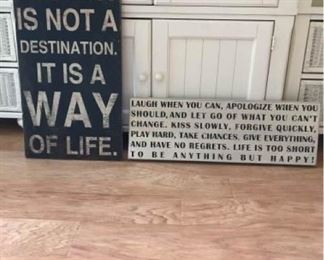 IS NOT A
DESTINATION.
IT IS A
WAY
OF LIFE.
LAUGH WHEN YOU CAN, APOLOGIZE WHEN YOU
SHOULD, AND LET GO OF WHAT YOU CAN'T
CHANGE. KISS SLOWLY, FORGIVE QUICKLY,
PLAY HARD, TAKE CHANCES, GIVE EVERYTHING,
AND HAVE NO REGRETS. LIFE IS TOO SHORT
TO BE ANYTHING BUT HAPPY!